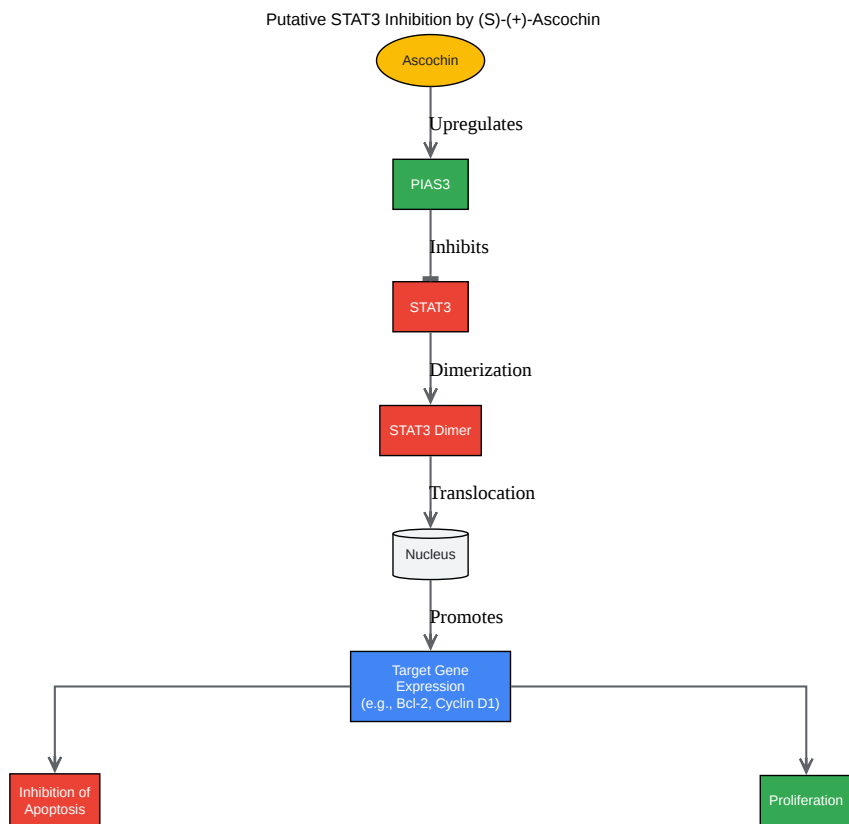 Putative STAT3 Inhibition by (S)-(+)-Ascochin
Ascochin
Upregulates
PIAS3
Inhibits
STAT3
Dimerization
STAT3 Dimer
Translocation
Nucleus
Promotes
Target Gene
Expression
(e.g., Bcl-2, Cyclin D1)
Inhibition of
Apoptosis
Proliferation